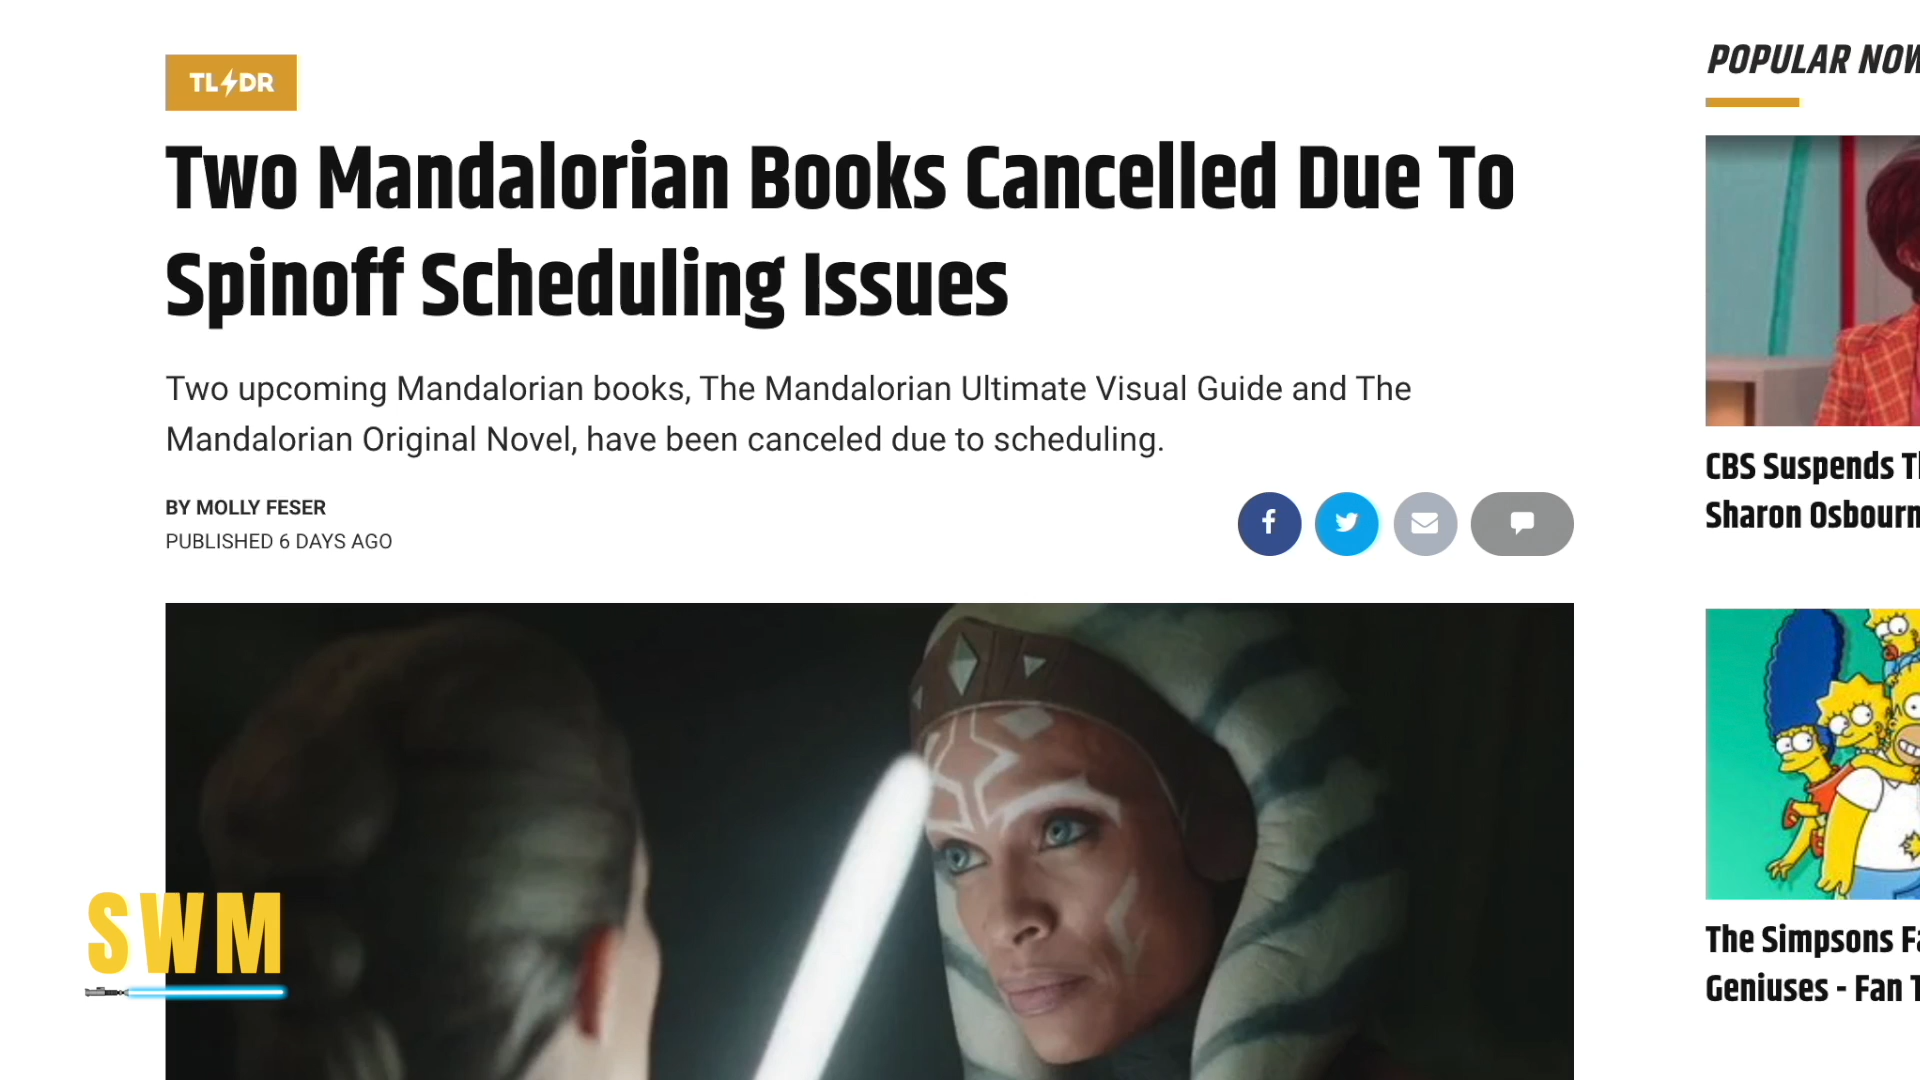 TL DR
Two Mandalorian Books Cancelled Due To
Spinoff Scheduling Issues
Two upcoming Mandalorian books, The Mandalorian Ultimate Visual Guide and The
Mandalorian Original Novel, have been canceled due to scheduling.
BY MOLLY FESER
PUBLISHED 6 DAYS AGO
SWM
POPULAR NOW
CBS Suspends
Sharon
The Simpsons
Geniuses - Fan